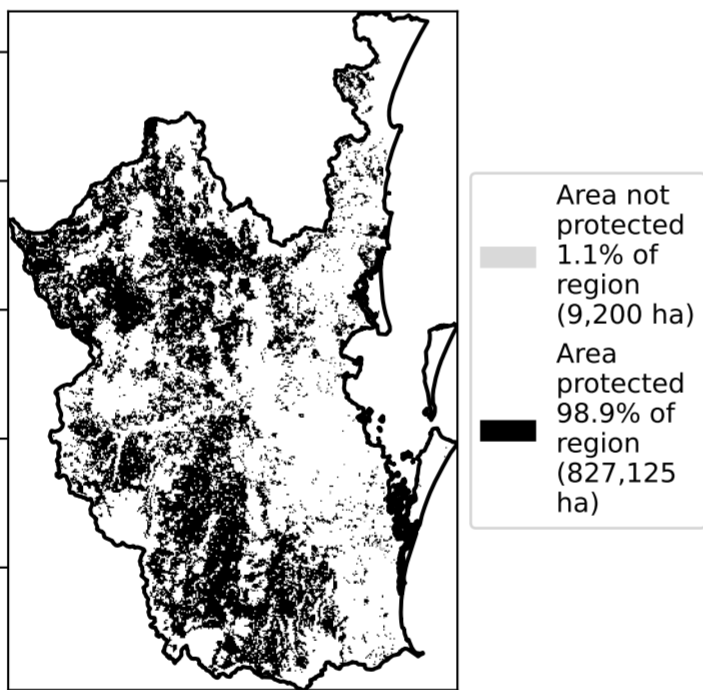 Area not
protected
1.1% of
region
(9,200 ha)
Area
protected
98.9% of
region
(827,125
ha)